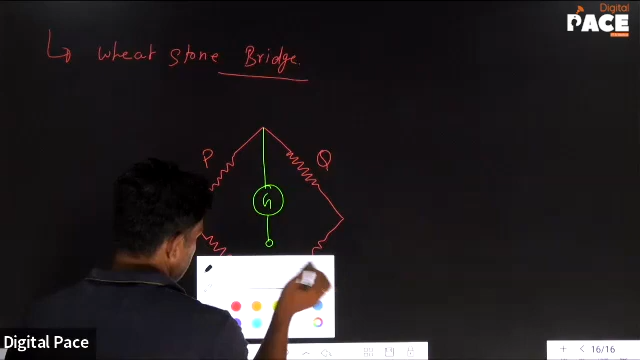 Digital
PACE
Wheat stone Bridge.
P
Q
G
Digital Pace
16/16